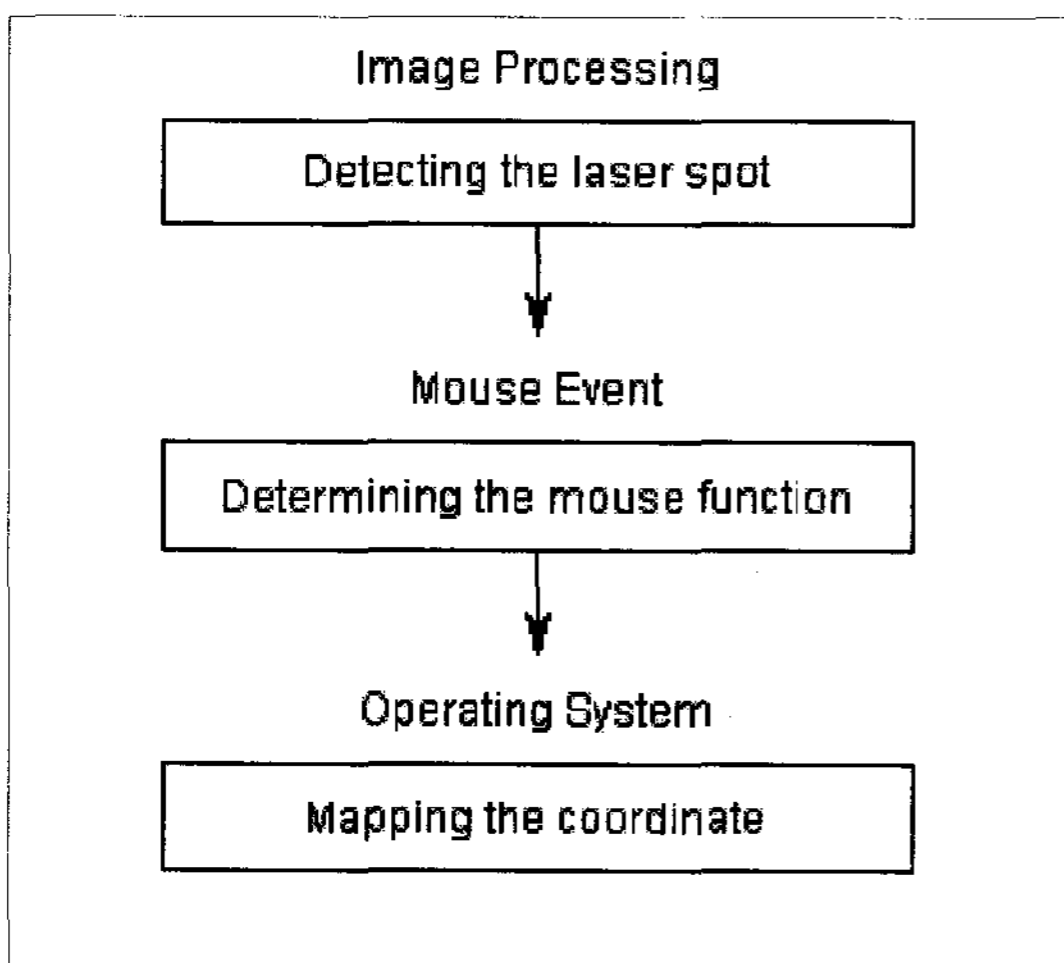 Image Processing
Detecting the laser spot
Mouse Event
Determining the mouse function
Operating System
Mapping the coordinate